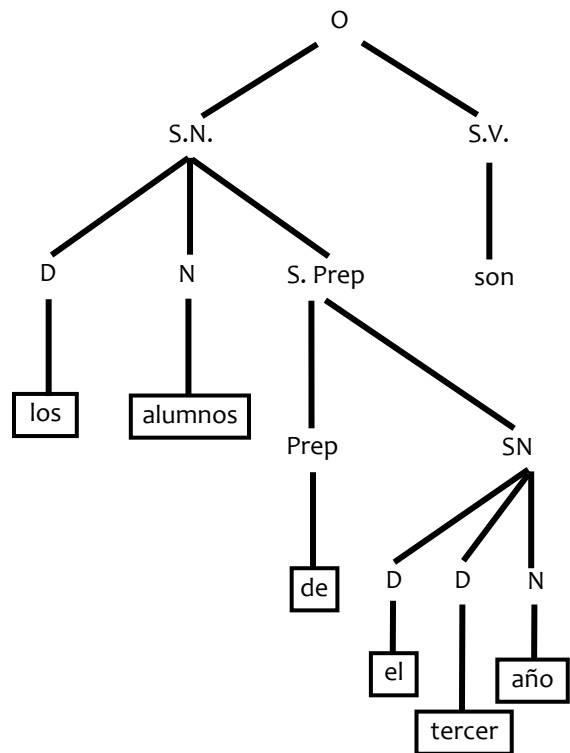 O
S.N. S.V.
D N S. Prep son
los alumnos
Prep SN
de D D N
el año
tercer